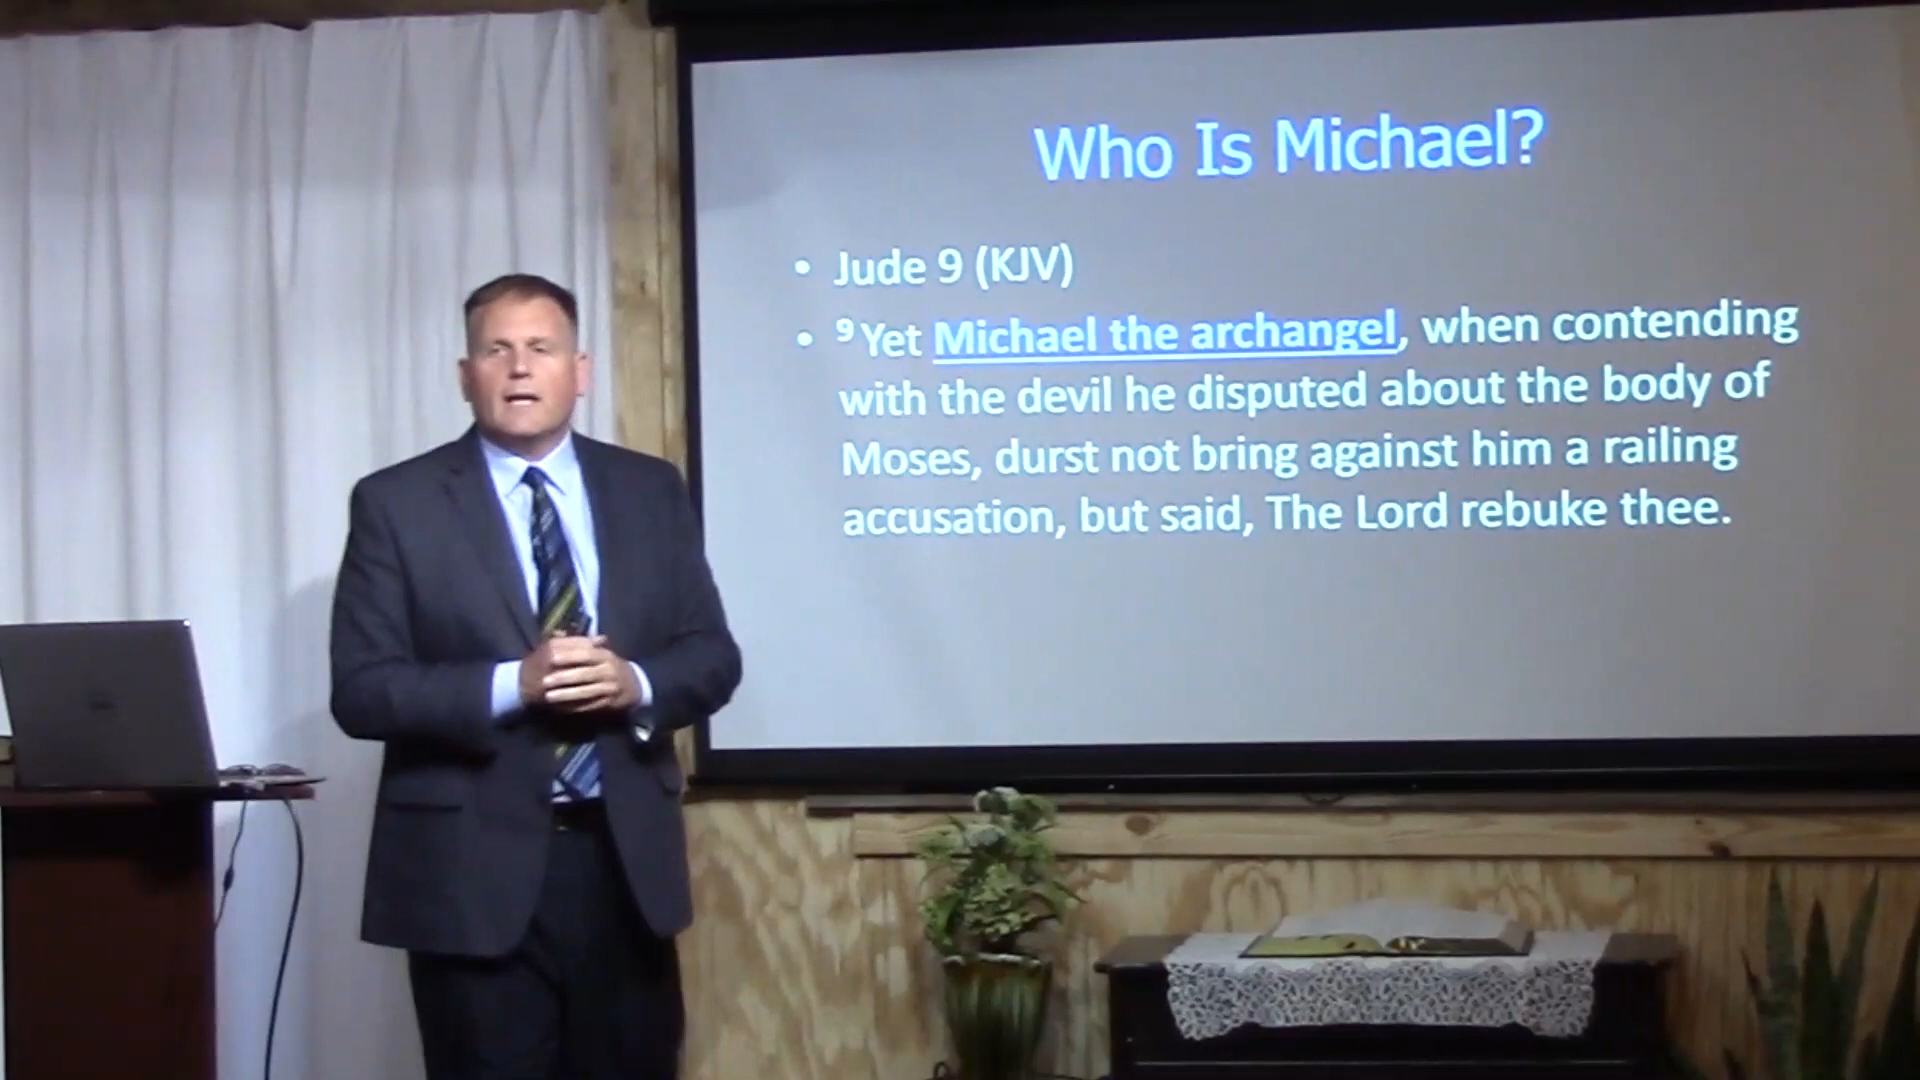 Who Is Michael?
• Jude 9 (KJV)
• ⁹ Yet Michael the archangel, when contending
with the devil he disputed about the body of
Moses, durst not bring against him a railing
accusation, but said, The Lord rebuke thee.